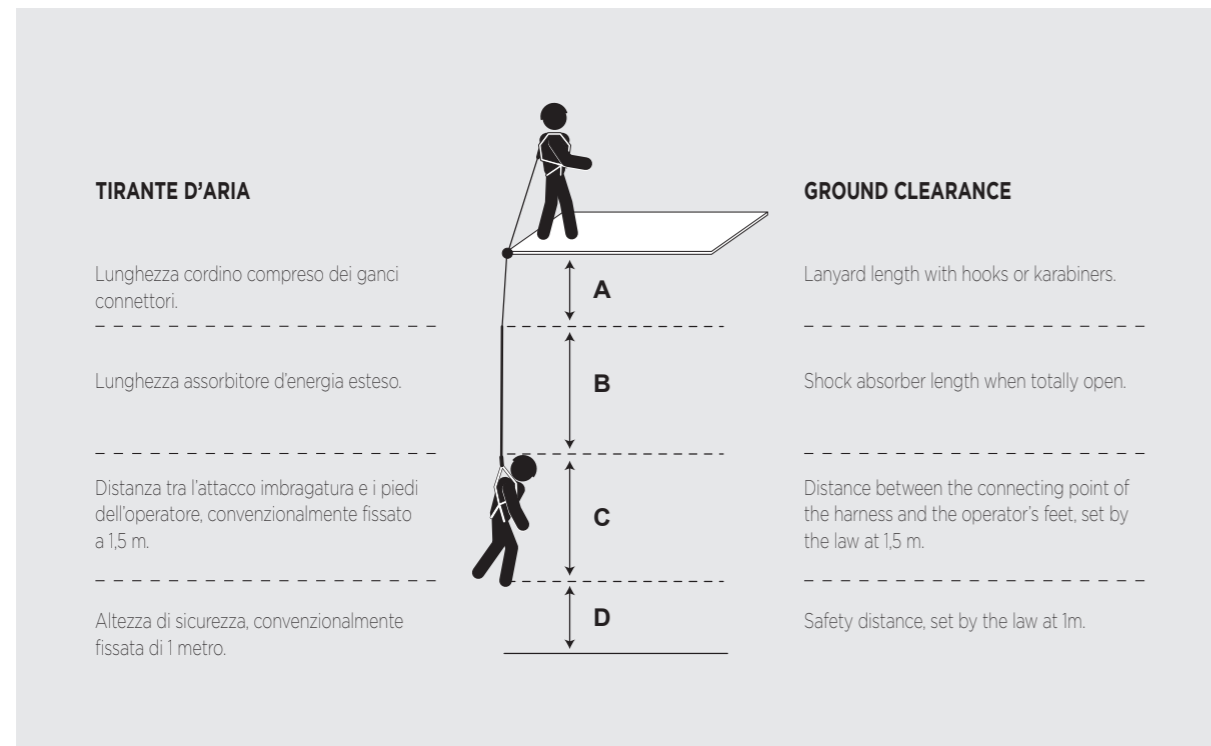 TIRANTE D'ARIA
Lunghezza cordino compreso dei ganci
connettori.
Lunghezza assorbitore d'energia esteso.
Distanza tra l'attacco imbragatura e i piedi
dell'operatore, convenzionalmente fissato
a 1,5 m.
Altezza di sicurezza, convenzionalmente
fissata di 1 metro.
A
B
C
D
GROUND CLEARANCE
Lanyard length with hooks or karabiners.
Shock absorber length when totally open.
Distance between the connecting point of
the harness and the operator's feet, set by
the law at 1,5 m.
Safety distance, set by the law at 1m.